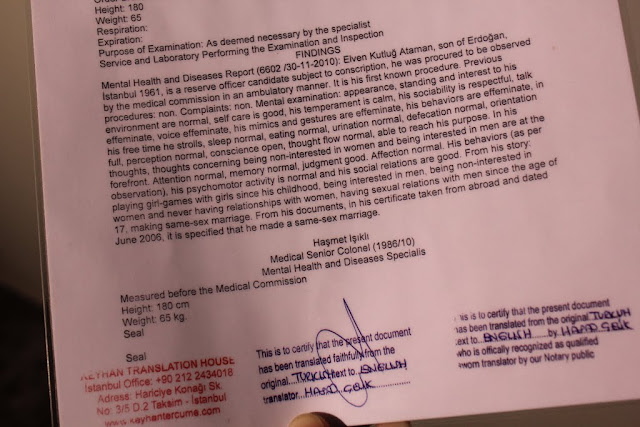 Height: 180
Weight: 65
Respiration:
Expiration:
Purpose of Examination: As deemed necessary by the specialist
Service and Laboratory Performing the Examination and Inspection
FINDINGS
Mental Health and Diseases Report (6602 /30-11-2010): Elven Kutluğ Ataman, son of Erdoğan,
İstanbul 1961, is a reserve officer candidate subject to conscription, he was procured to be observed
by the medical commission in an ambulatory manner. It is his first known procedure. Previous
procedures: non. Complaints: non. Mental examination: appearance, standing and interest to his
environment are normal, self care is good, his temperament is calm, his sociability is respectful, talk
effeminate, voice effeminate, his mimics and gestures are effeminate, his behaviors are effeminate, in
his free time he strolls, sleep normal, eating normal, urination normal, defecation normal, orientation
full, perception normal, conscience open, thought flow normal, able to reach his purpose. In his
thoughts, thoughts concerning being non-interested in women and being interested in men are at the
forefront. Attention normal, memory normal, judgment good. Affection normal. His behaviors (as per
observation), his psychomotor activity is normal and his social relations are good. From his story:
playing girl-games with girls since his childhood, being interested in men, being non-interested in
women and never having relationships with women, having sexual relations with men since the age of
17, making same-sex marriage. From his documents, in his certificate taken from abroad and dated
June 2006, it is specified that he made a same-sex marriage.
Haşmet Işıklı
Medical Senior Colonel (1986/10)
Mental Health and Diseases Specialis
Measured before the Medical Commission
Height: 180 cm
Weight: 65 kg.
Seal
Seal
KEYHAN TRANSLATION HOUSE
İstanbul Office: +90 212 2434018
Adress: Hariciye Konağı Sk.
No: 3/5 D.2 Taksim - İstanbul
www.keyhantercume.com
This is to certify that the present document
has been translated faithfully from the
original..TURKISH text to..ENGLISH
translator...HASAD ÇELİK
is is to certify that the present document
as been translated from the original TURKISH
ext to ENGLISH by HASAD ÇELİK
who is offically recognized as qualified
sworn translator by our Notary public